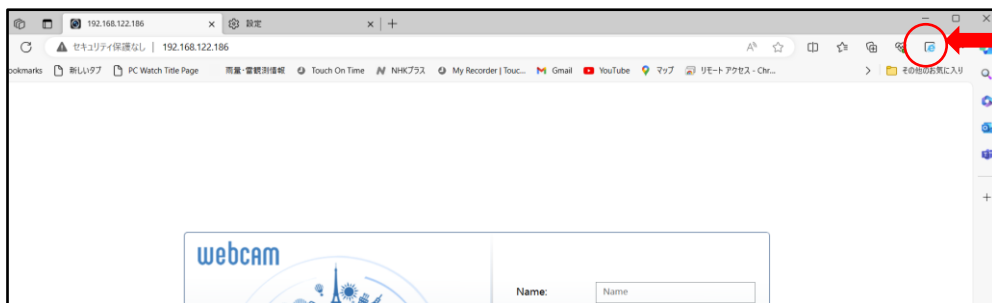 192.168.122.186
設定
セキュリティ保護なし | 192.168.122.186
ookmarks 新しいタブ PC Watch Title Page 雨量・雷観測情報 Touch On Time NHKプラス My Recorder | Touc... Gmail YouTube マップ リモート アクセス - Chr... その他のお気に入り
webcam
Name: Name